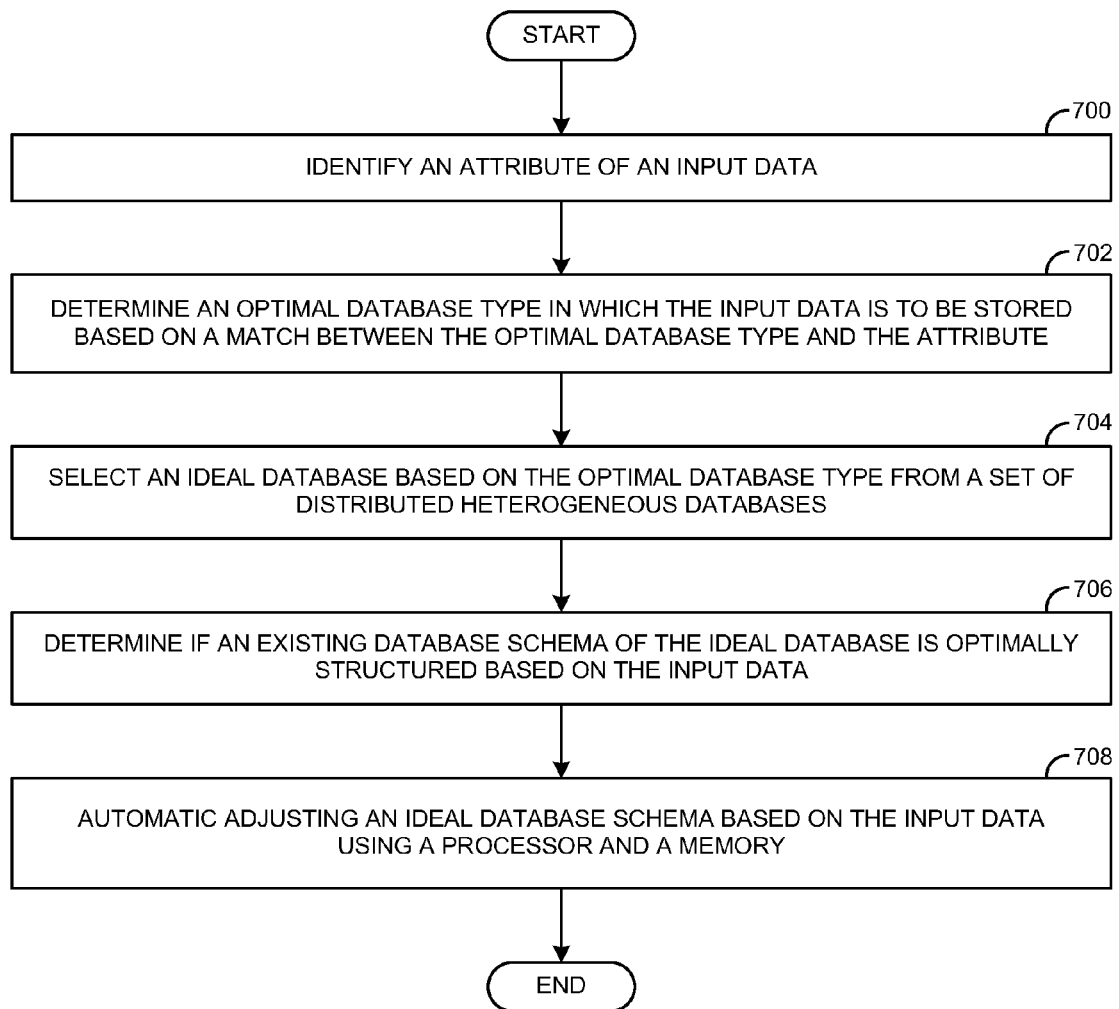 START
700
IDENTIFY AN ATTRIBUTE OF AN INPUT DATA
702
DETERMINE AN OPTIMAL DATABASE TYPE IN WHICH THE INPUT DATA IS TO BE STORED
BASED ON A MATCH BETWEEN THE OPTIMAL DATABASE TYPE AND THE ATTRIBUTE
704
SELECT AN IDEAL DATABASE BASED ON THE OPTIMAL DATABASE TYPE FROM A SET OF
DISTRIBUTED HETEROGENEOUS DATABASES
706
DETERMINE IF AN EXISTING DATABASE SCHEMA OF THE IDEAL DATABASE IS OPTIMALLY
STRUCTURED BASED ON THE INPUT DATA
708
AUTOMATIC ADJUSTING AN IDEAL DATABASE SCHEMA BASED ON THE INPUT DATA
USING A PROCESSOR AND A MEMORY
END